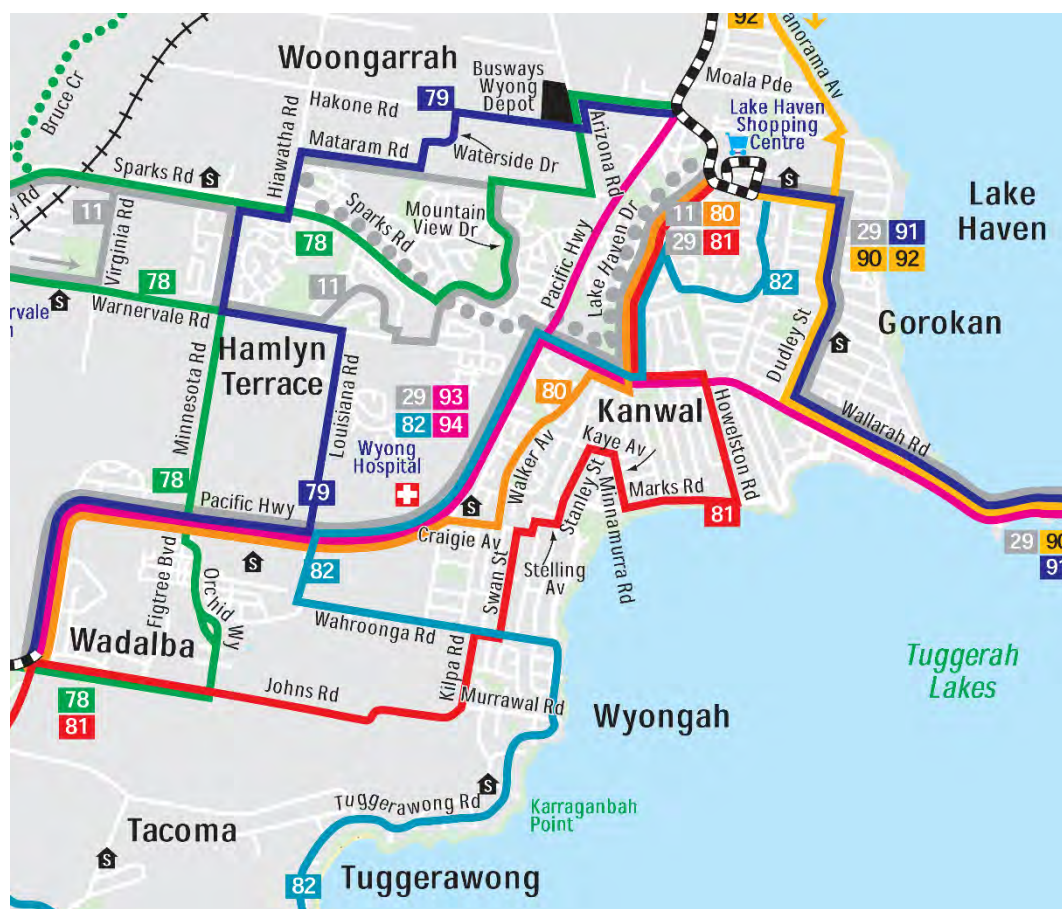 92
Panorama Av
Woongarrah
Busways
Wyong
Depot
Moala Pde
Bruce Cr
Hakone Rd
79
Lake Haven
Shopping
Centre
Hiawatha Rd
Mataram Rd
Waterside Dr
Arizona Rd
Sparks Rd
S
S
Lake
Haven
11
Virginia Rd
Sparks Rd
Mountain
View Dr
Pacific Hwy
Lake Haven Dr
11 80
29 81
29 91
90 92
78
78
82
11
Warnervale Rd
S
Gorokan
Dudley St
S
Hamlyn
Terrace
Minnesota Rd
Louisiana Rd
29 93
82 94
80
Kanwal
Wallarah Rd
Howelston Rd
Wyong
Hospital
Walker Av
Kaye Av
Stanley St
Minnamurra Rd
Marks Rd
78
79
Pacific Hwy
S
81
Craigie Av
S
82
Figtree Bvd
Orchid Wy
Swan St
Stelling
Av
29 90
91
Wahroonga Rd
Wadalba
Kilpa Rd
Tuggerah
Lakes
78
81
Johns Rd
Murrawal Rd
Wyongah
S
Tuggerawong Rd
Karraganbah
Point
Tacoma
S
82
Tuggerawong